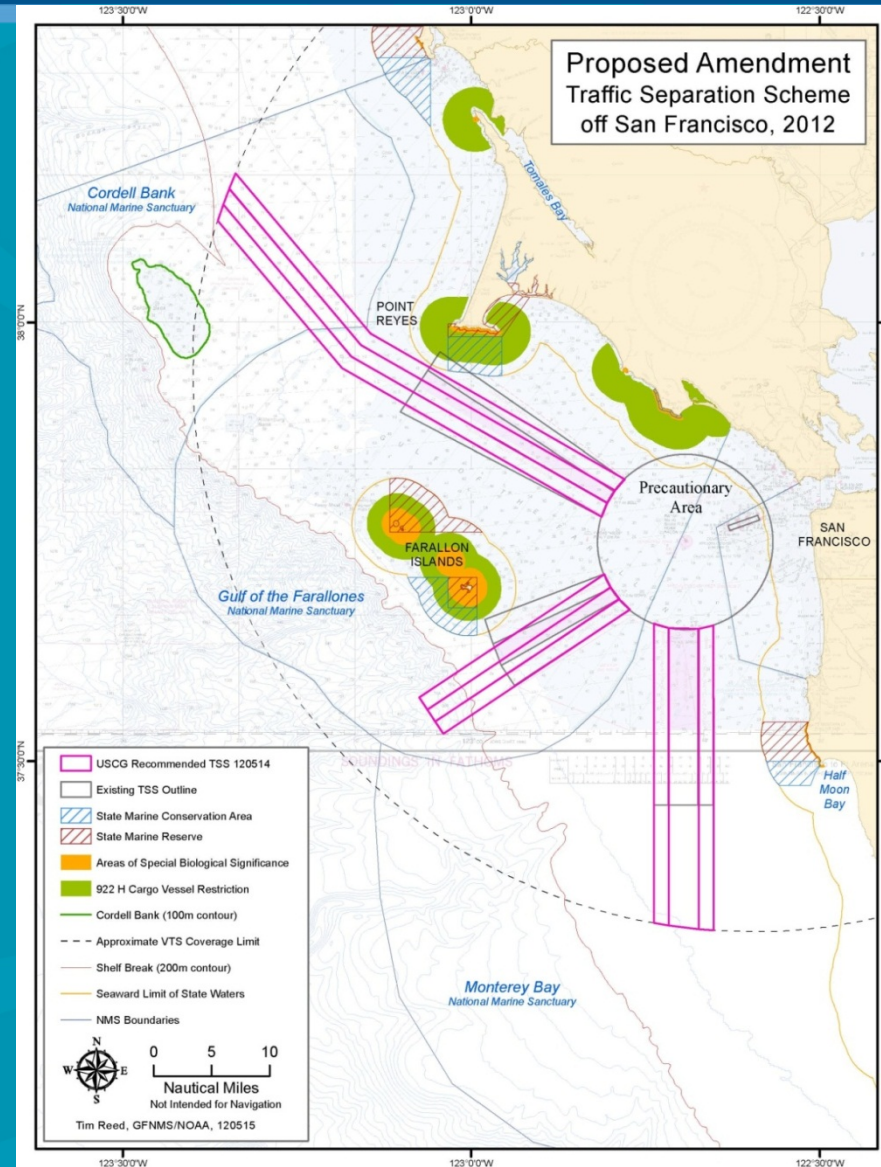 123°30'0"W
123°0'0"W
122°30'0"W
Proposed Amendment
Traffic Separation Scheme
off San Francisco, 2012
Cordell Bank
National Marine Sanctuary
Tomales Bay
POINT
REYES
38°0'0"N
Precautionary
Area
SAN
FRANCISCO
FARALLON
ISLANDS
Gulf of the Farallones
National Marine Sanctuary
37°30'0"N
SOUNDINGS IN FATHOMS
Half
Moon
Bay
Monterey Bay
National Marine Sanctuary
USCG Recommended TSS 120514
Existing TSS Outline
State Marine Conservation Area
State Marine Reserve
Areas of Special Biological Significance
922 H Cargo Vessel Restriction
Cordell Bank (100m contour)
Approximate VTS Coverage Limit
Shelf Break (200m contour)
Seaward Limit of State Waters
NMS Boundaries
N
W E
S
0 5 10
Nautical Miles
Not Intended for Navigation
Tim Reed, GFNMS/NOAA, 120515
123°30'0"W
123°0'0"W
122°30'0"W